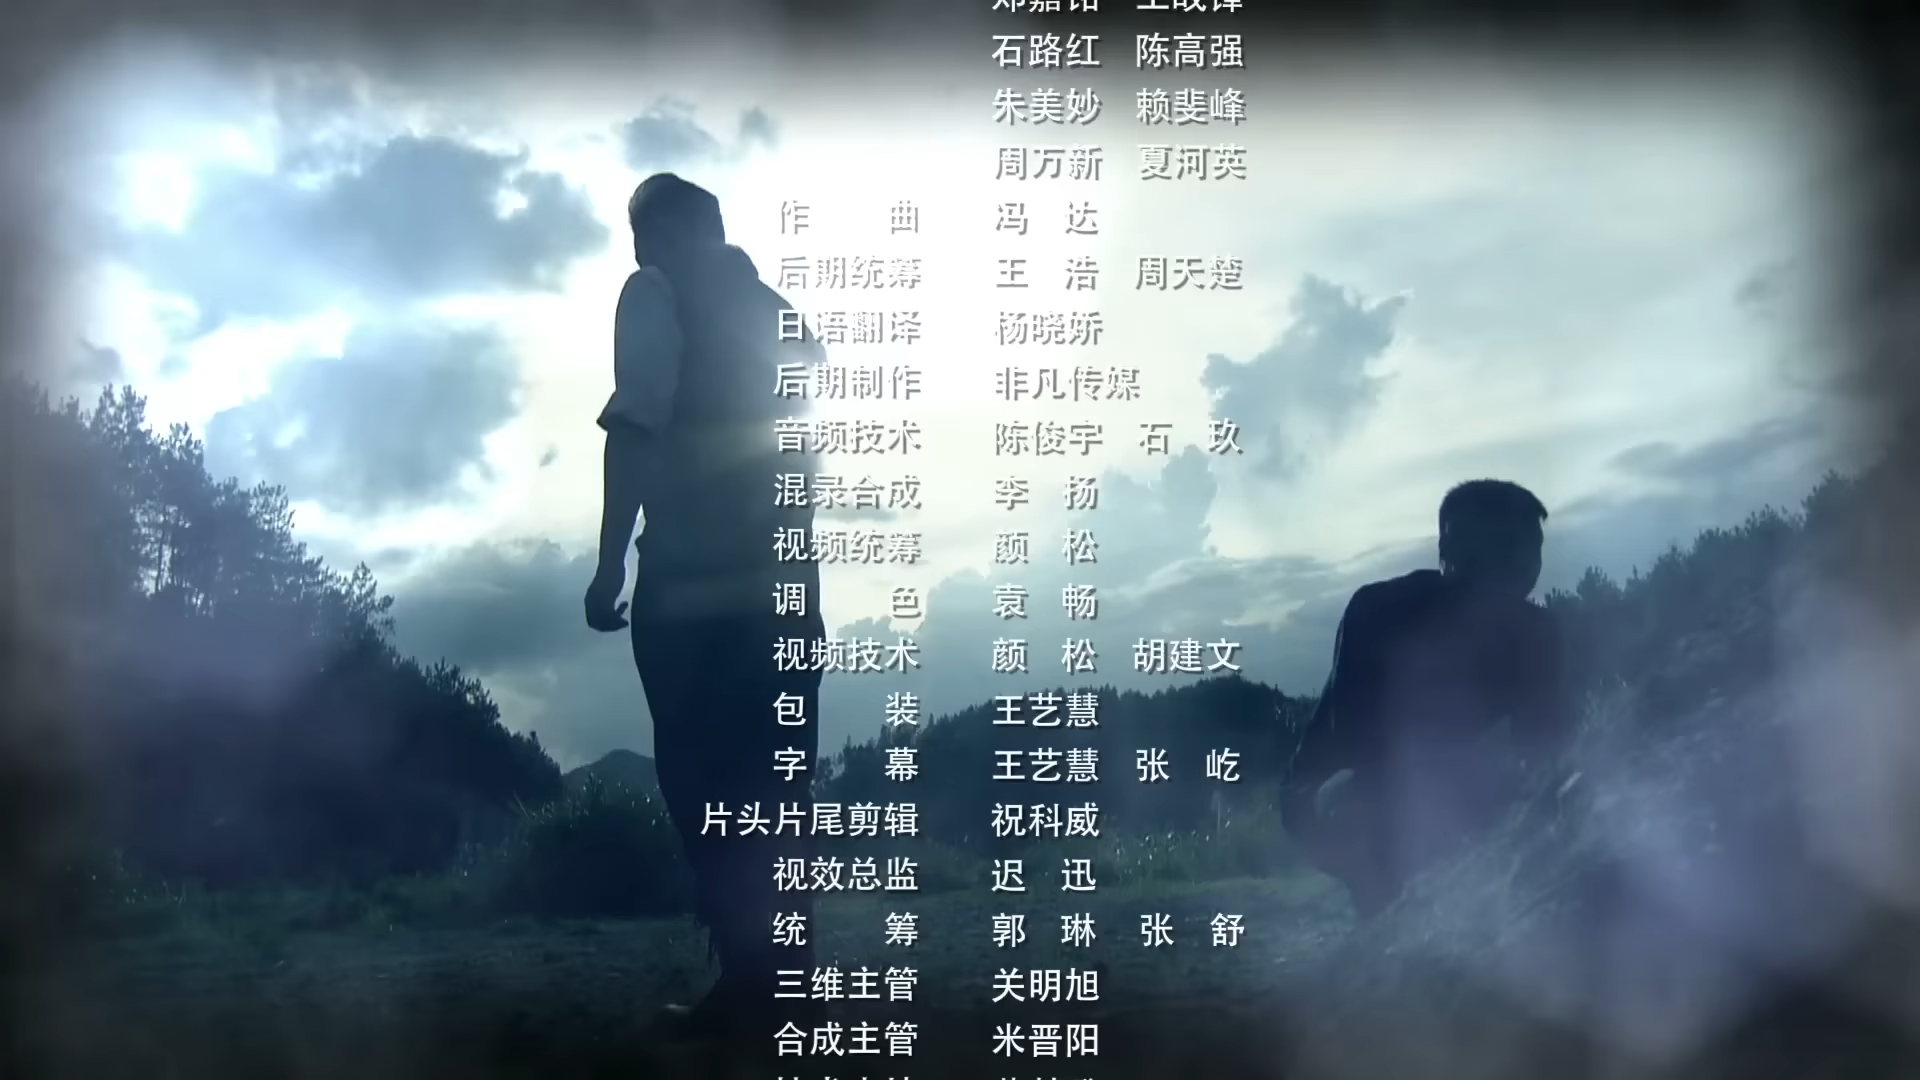 石路红 陈高强
朱美妙 赖斐峰
周万新 夏河英
作曲 冯达
后期统筹 王浩 周天楚
日语翻译 杨晓娇
后期制作 非凡传媒
音频技术 陈俊宇 石玖
混录合成 李扬
视频统筹 颜松
调色 袁畅
视频技术 颜松 胡建文
包装 王艺慧
字幕 王艺慧 张屹
片头片尾剪辑 祝科威
视效总监 迟迅
统筹 郭琳 张舒
三维主管 关明旭
合成主管 米晋阳